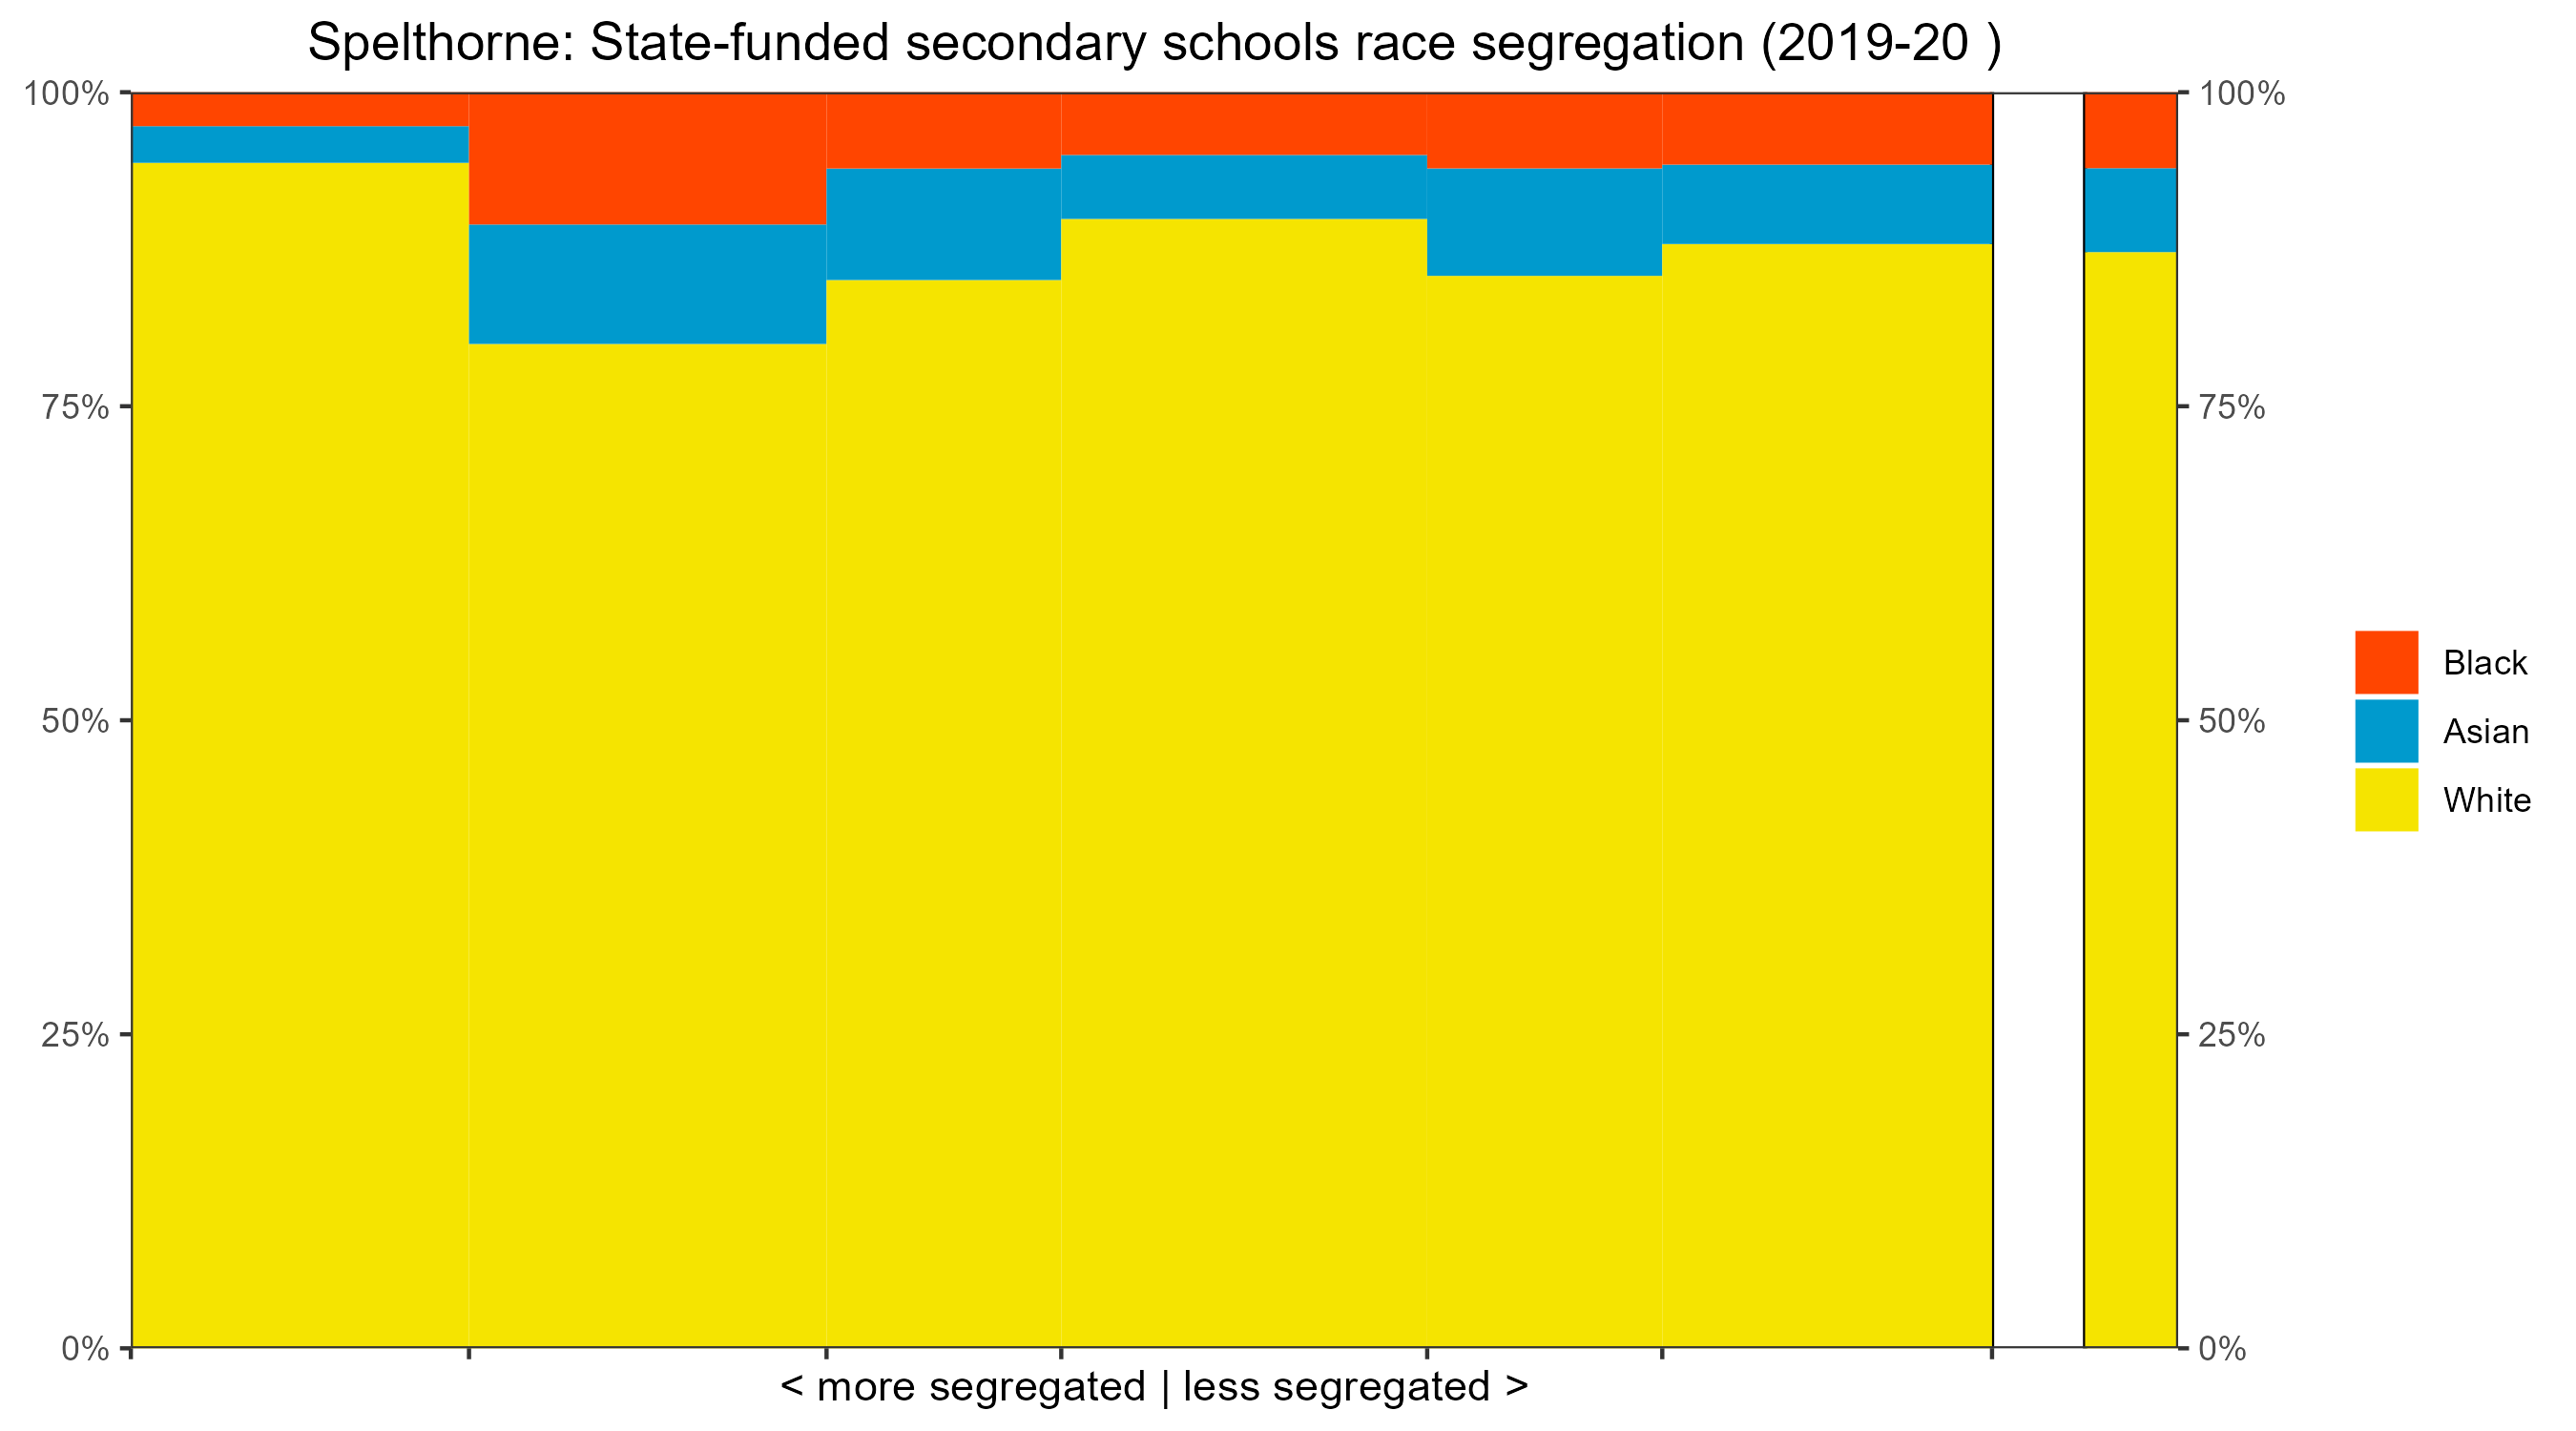 Spelthorne: State-funded secondary schools race segregation (2019-20 )
100%
75%
50%
25%
0%
100%
75%
50%
25%
0%
Black
Asian
White
< more segregated | less segregated >